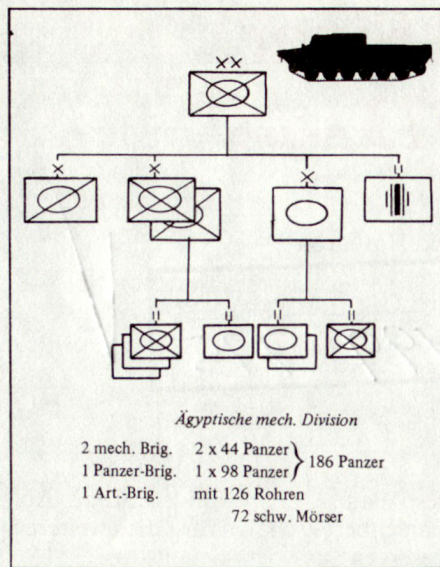 Ägyptische mech. Division
2 mech. Brig. 2 x 44 Panzer
1 Panzer-Brig. 1 x 98 Panzer } 186 Panzer
1 Art.-Brig. mit 126 Rohren
72 schw. Mörser